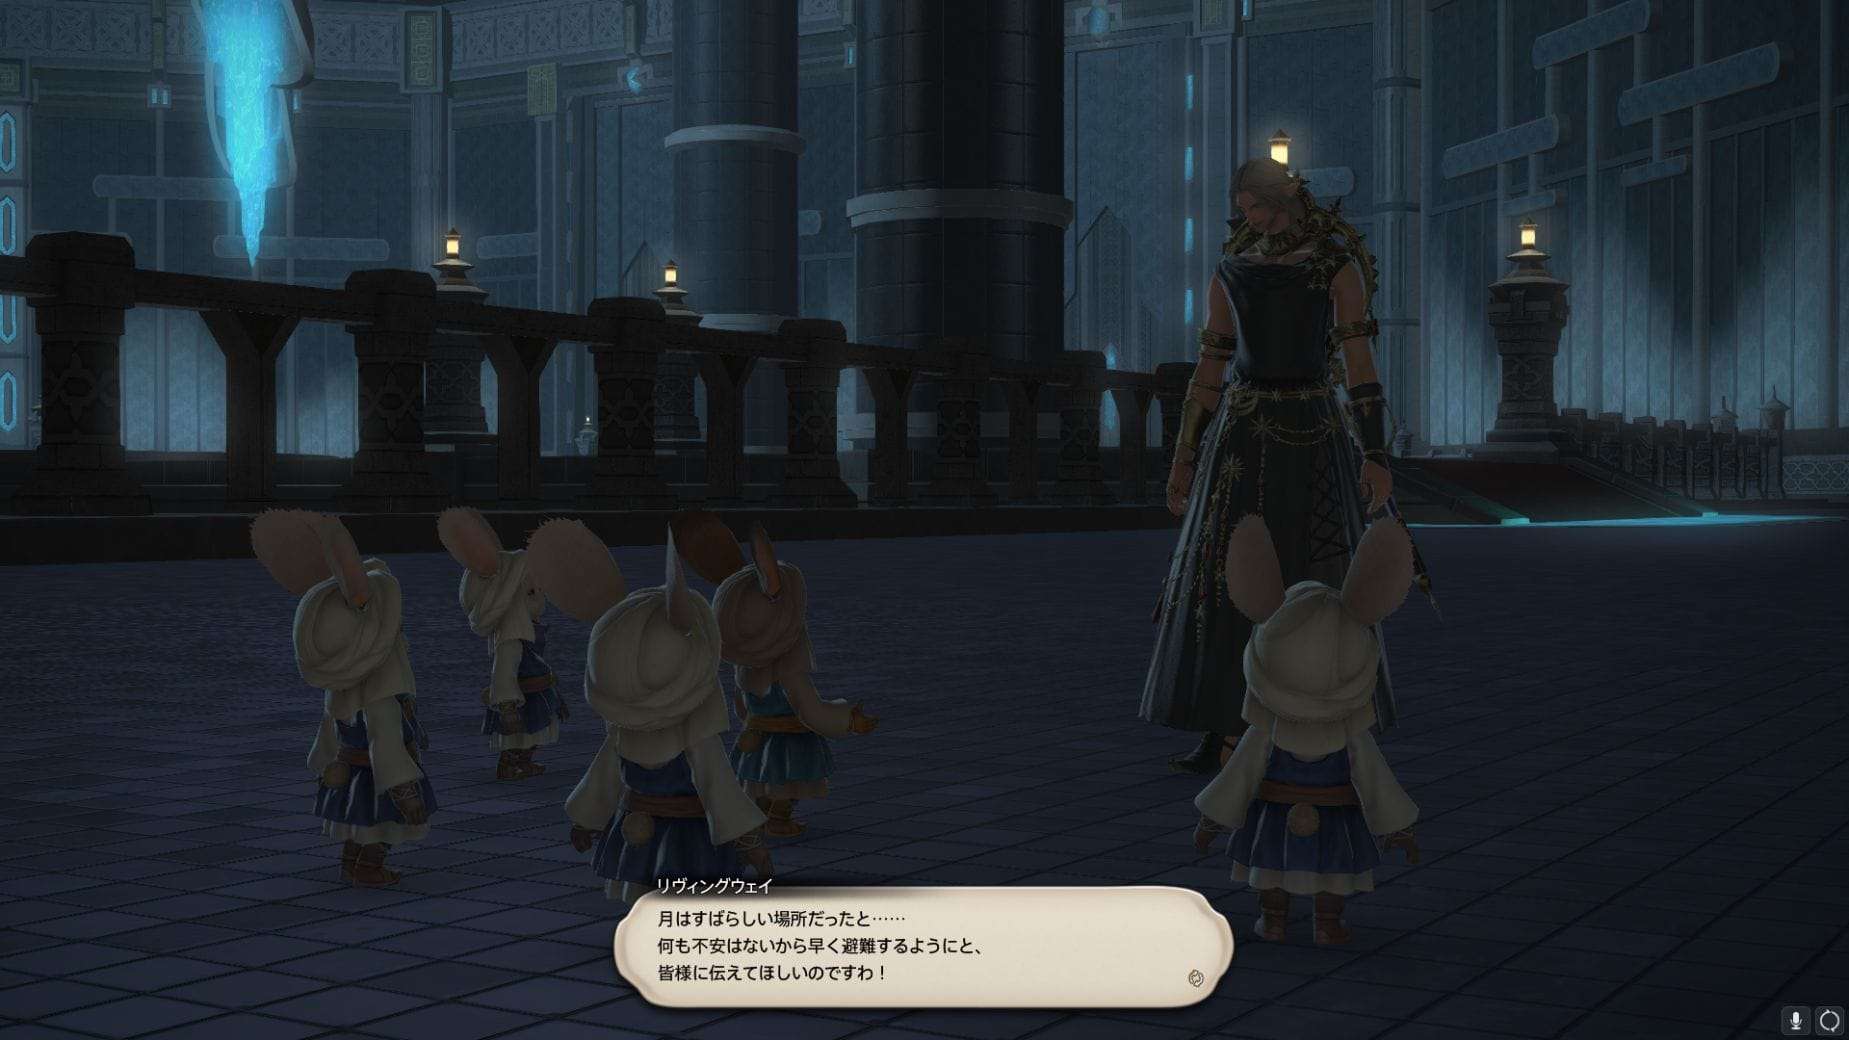 リヴィングウェイ
月はすばらしい場所だったと……
何も不安はないから早く避難するようにと、
皆様に伝えてほしいのですわ！